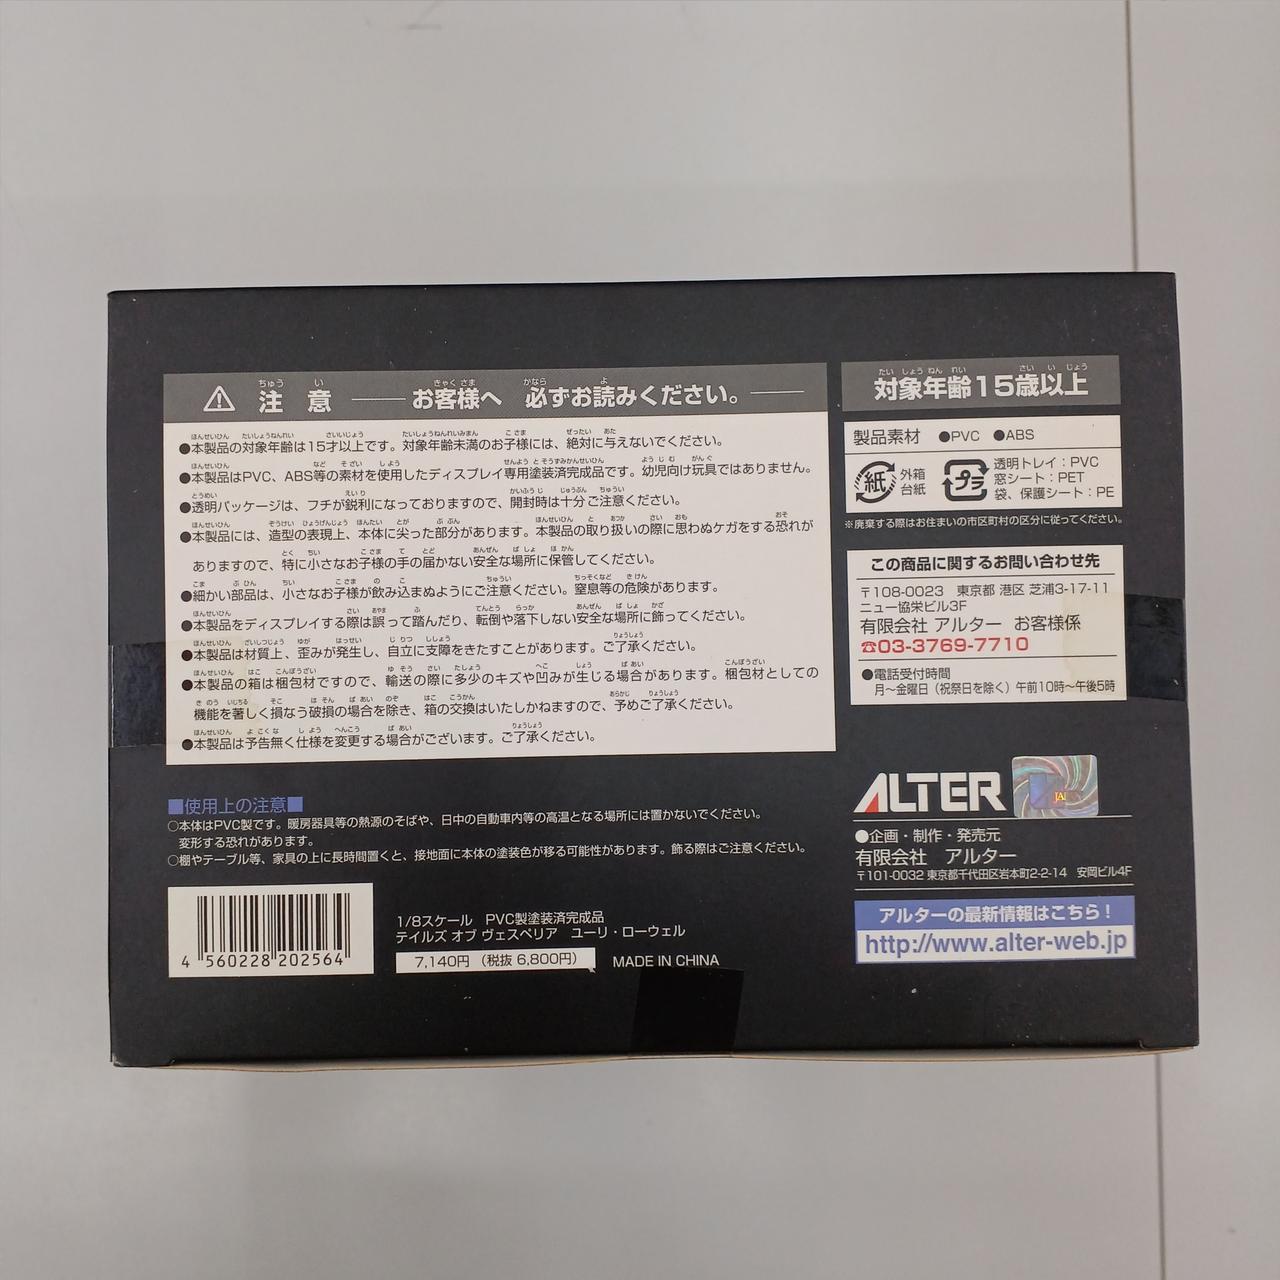 ⚠ 注意 お客様へ 必ずお読みください。
●本製品の対象年齢は15才以上です。対象年齢未満のお子様には、絶対に与えないでください。
●本製品はPVC、ABS等の素材を使用したディスプレイ専用塗装済完成品です。幼児向け玩具ではありません。
●透明パッケージは、フチが鋭利になっておりますので、開封時は十分ご注意ください。
●本製品には、造型の表現上、本体に尖った部分があります。本製品の取り扱いの際に思わぬケガをする恐れが
ありますので、特に小さなお子様の手の届かない安全な場所に保管してください。
●細かい部品は、小さなお子様が飲み込まぬようにご注意ください。窒息等の危険があります。
●本製品をディスプレイする際は誤って踏んだり、転倒や落下しない安全な場所に飾ってください。
●本製品は材質上、歪みが発生し、自立に支障をきたすことがあります。ご了承ください。
●本製品の箱は梱包材ですので、輸送の際に多少のキズや凹みが生じる場合があります。梱包材としての
機能を著しく損なう破損の場合を除き、箱の交換はいたしかねますので、予めご了承ください。
●本製品は予告無く仕様を変更する場合がございます。ご了承ください。
■使用上の注意■
○本体はPVC製です。暖房器具等の熱源のそばや、日中の自動車内等の高温となる場所には置かないでください。
変形する恐れがあります。
○棚やテーブル等、家具の上に長時間置くと、接地面に本体の塗装色が移る可能性があります。飾る際はご注意ください。
4 560228 202564
1/8スケール PVC製塗装済完成品
テイルズ オブ ヴェスペリア ユーリ・ローウェル
7,140円 (税抜 6,800円) MADE IN CHINA
対象年齢15歳以上
製品素材 ●PVC ●ABS
紙 外箱
台紙
プラ 透明トレイ:PVC
窓シート:PET
袋、保護シート:PE
※廃棄する際はお住まいの市区町村の区分に従ってください。
この商品に関するお問い合わせ先
〒108-0023 東京都 港区 芝浦3-17-11
ニュー協栄ビル3F
有限会社 アルター お客様係
☎03-3769-7710
●電話受付時間
月〜金曜日(祝祭日を除く)午前10時〜午後5時
ALTER
JAPAN
●企画・制作・発売元
有限会社 アルター
〒101-0032 東京都千代田区岩本町2-2-14 安岡ビル4F
アルターの最新情報はこちら!
http://www.alter-web.jp